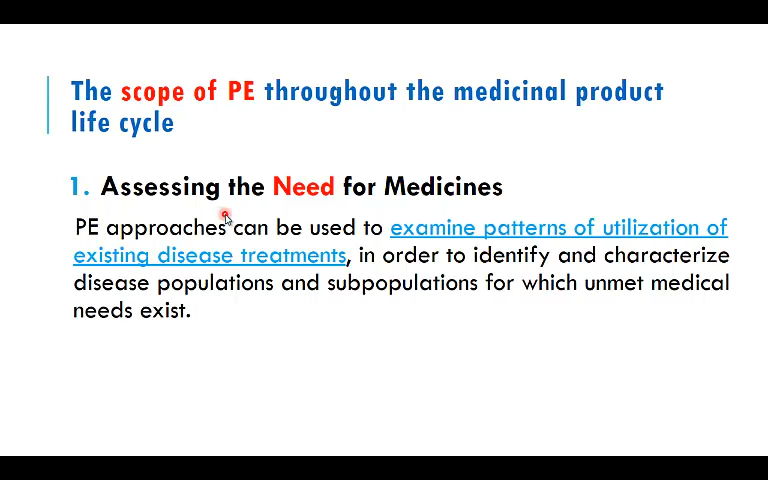 The scope of PE throughout the medicinal product
life cycle
1. Assessing the Need for Medicines
PE approaches can be used to examine patterns of utilization of
existing disease treatments, in order to identify and characterize
disease populations and subpopulations for which unmet medical
needs exist.